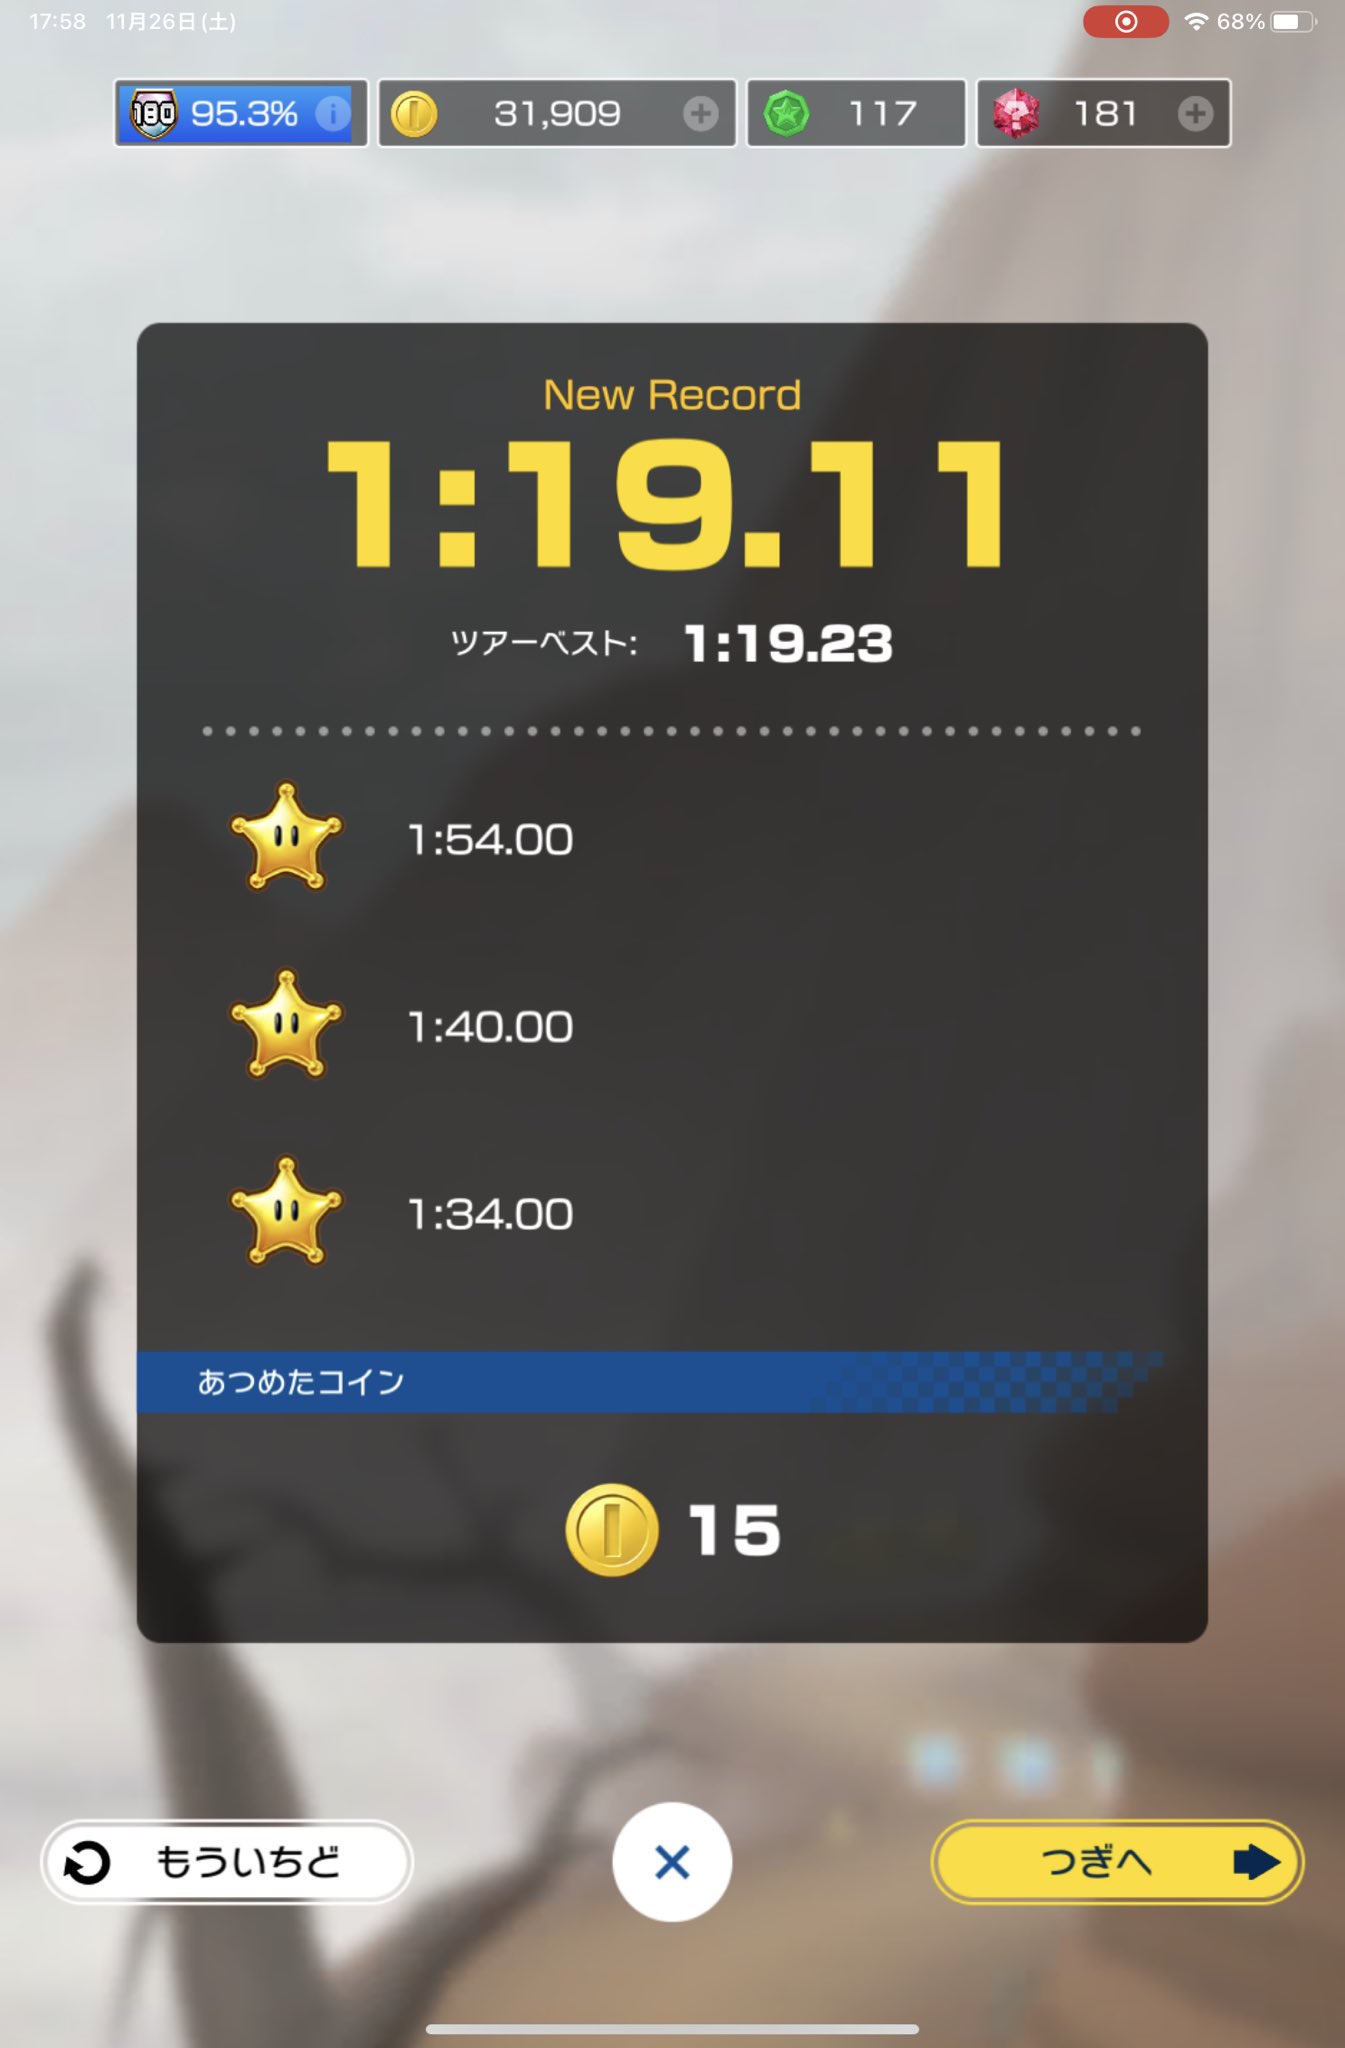 17:58 11月26日(土) 68%
180 95.3% i 31,909 + 117 ? 181 +
New Record
1:19.11
ツアーベスト: 1:19.23
1:54.00
1:40.00
1:34.00
あつめたコイン
15
もういちど × つぎへ